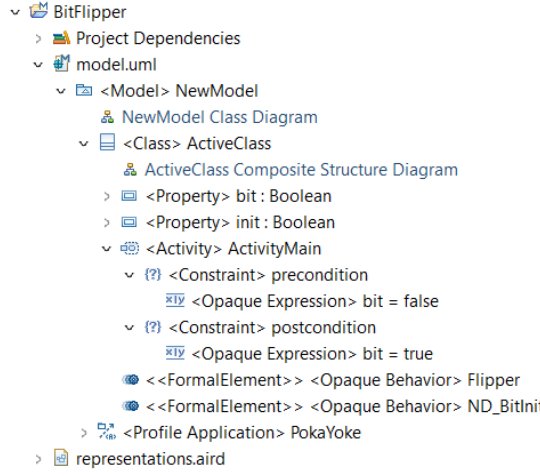 BitFlipper
Project Dependencies
model.uml
<Model> NewModel
NewModel Class Diagram
<Class> ActiveClass
ActiveClass Composite Structure Diagram
<Property> bit : Boolean
<Property> init : Boolean
<Activity> ActivityMain
<Constraint> precondition
<Opaque Expression> bit = false
<Constraint> postcondition
<Opaque Expression> bit = true
<<FormalElement>> <Opaque Behavior> Flipper
<<FormalElement>> <Opaque Behavior> ND_BitInit
<Profile Application> PokaYoke
representations.aird